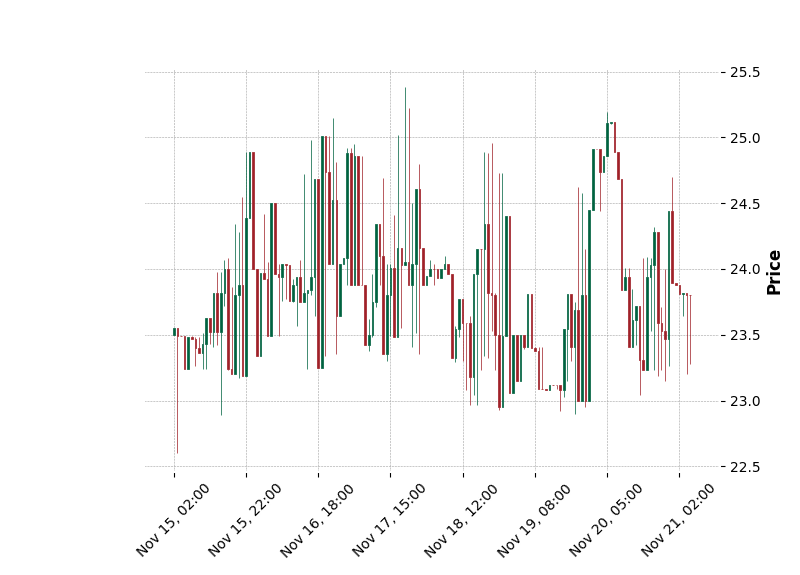 25.5
25.0
24.5
24.0
23.5
23.0
22.5
Price
Nov 15, 02:00
Nov 15, 22:00
Nov 16, 18:00
Nov 17, 15:00
Nov 18, 12:00
Nov 19, 08:00
Nov 20, 05:00
Nov 21, 02:00